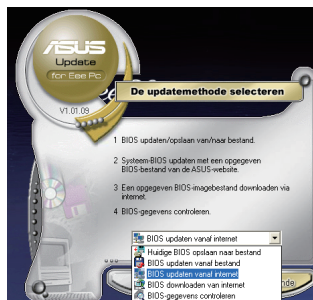 ASUS
Update
for Eee Pc
V1.01.09
De updatemethode selecteren
1 BIOS updaten/opslaan van/naar bestand.
2 Systeem-BIOS updaten met een opgegeven
BIOS-bestand van de ASUS-website.
3 Een opgegeven BIOS-imagebestand downloaden via
internet.
4 BIOS-gegevens controleren.
BIOS updaten vanaf internet
Huidige BIOS opslaan naar bestand
BIOS updaten vanaf bestand
BIOS updaten vanaf internet
BIOS downloaden van internet
BIOS-gegevens controleren